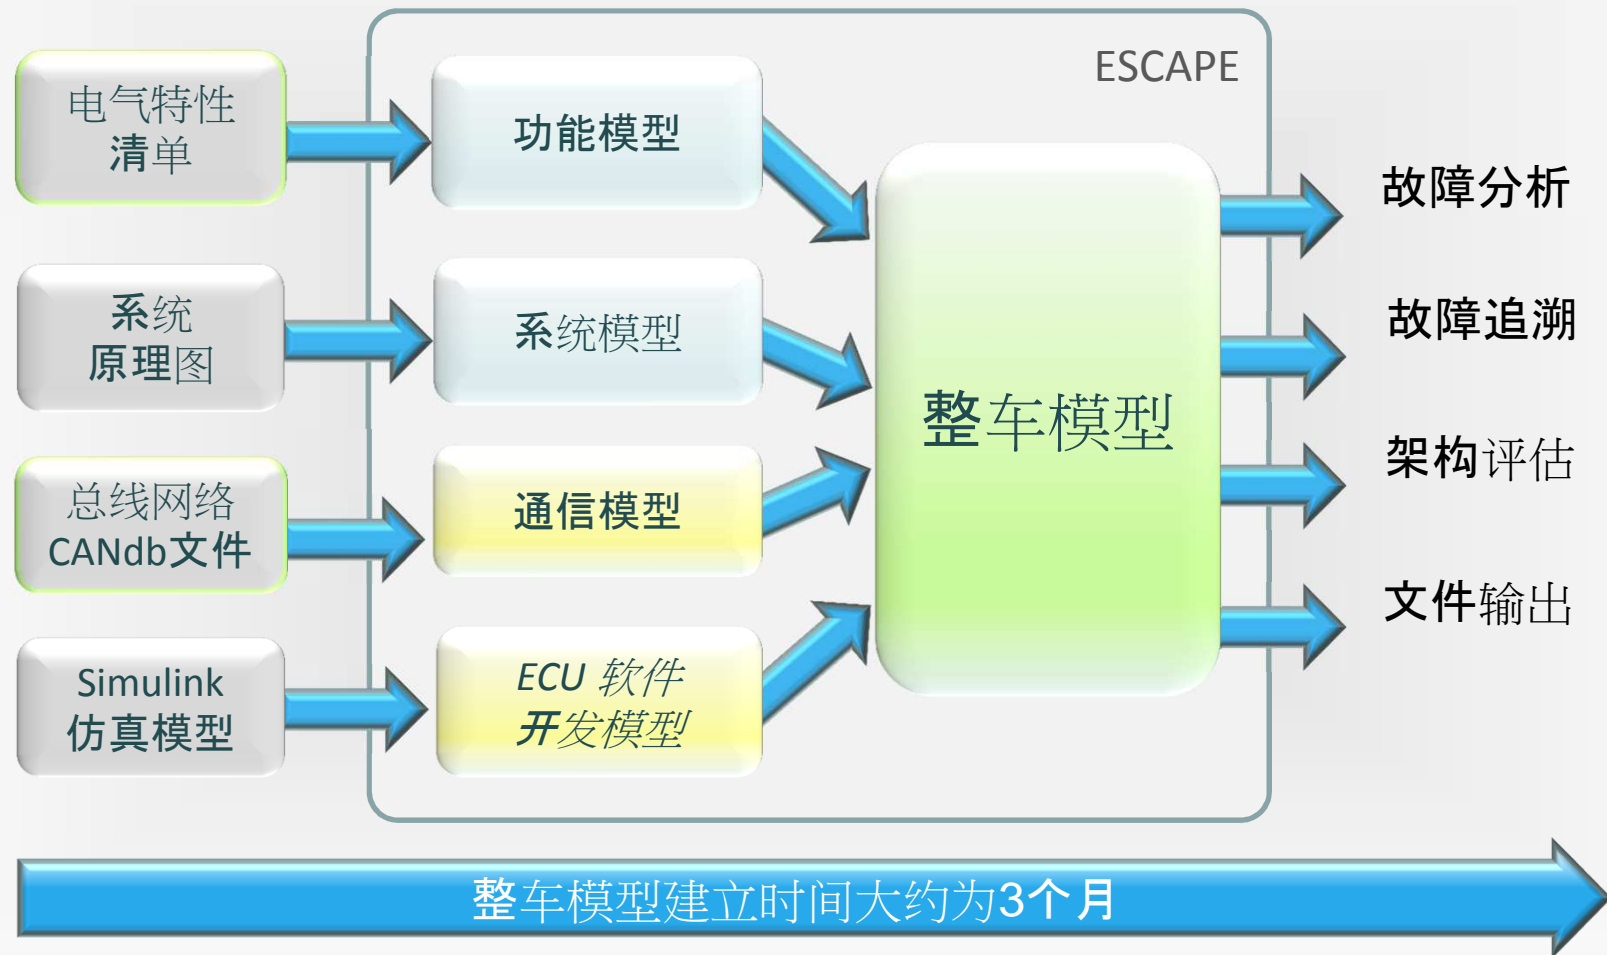 ESCAPE
电气特性
清单
功能模型
故障分析
系统
原理图
系统模型
故障追溯
整车模型
总线网络
CANdb文件
通信模型
架构评估
Simulink
仿真模型
ECU 软件
开发模型
文件输出
整车模型建立时间大约为3个月